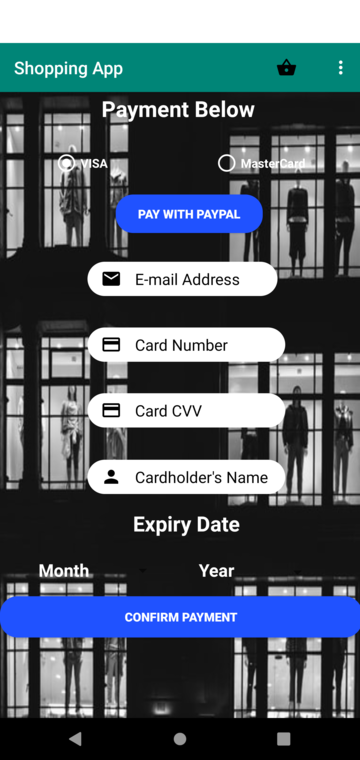 Shopping App
Payment Below
VISA
MasterCard
PAY WITH PAYPAL
E-mail Address
Card Number
Card CVV
Cardholder's Name
Expiry Date
Month
Year
CONFIRM PAYMENT